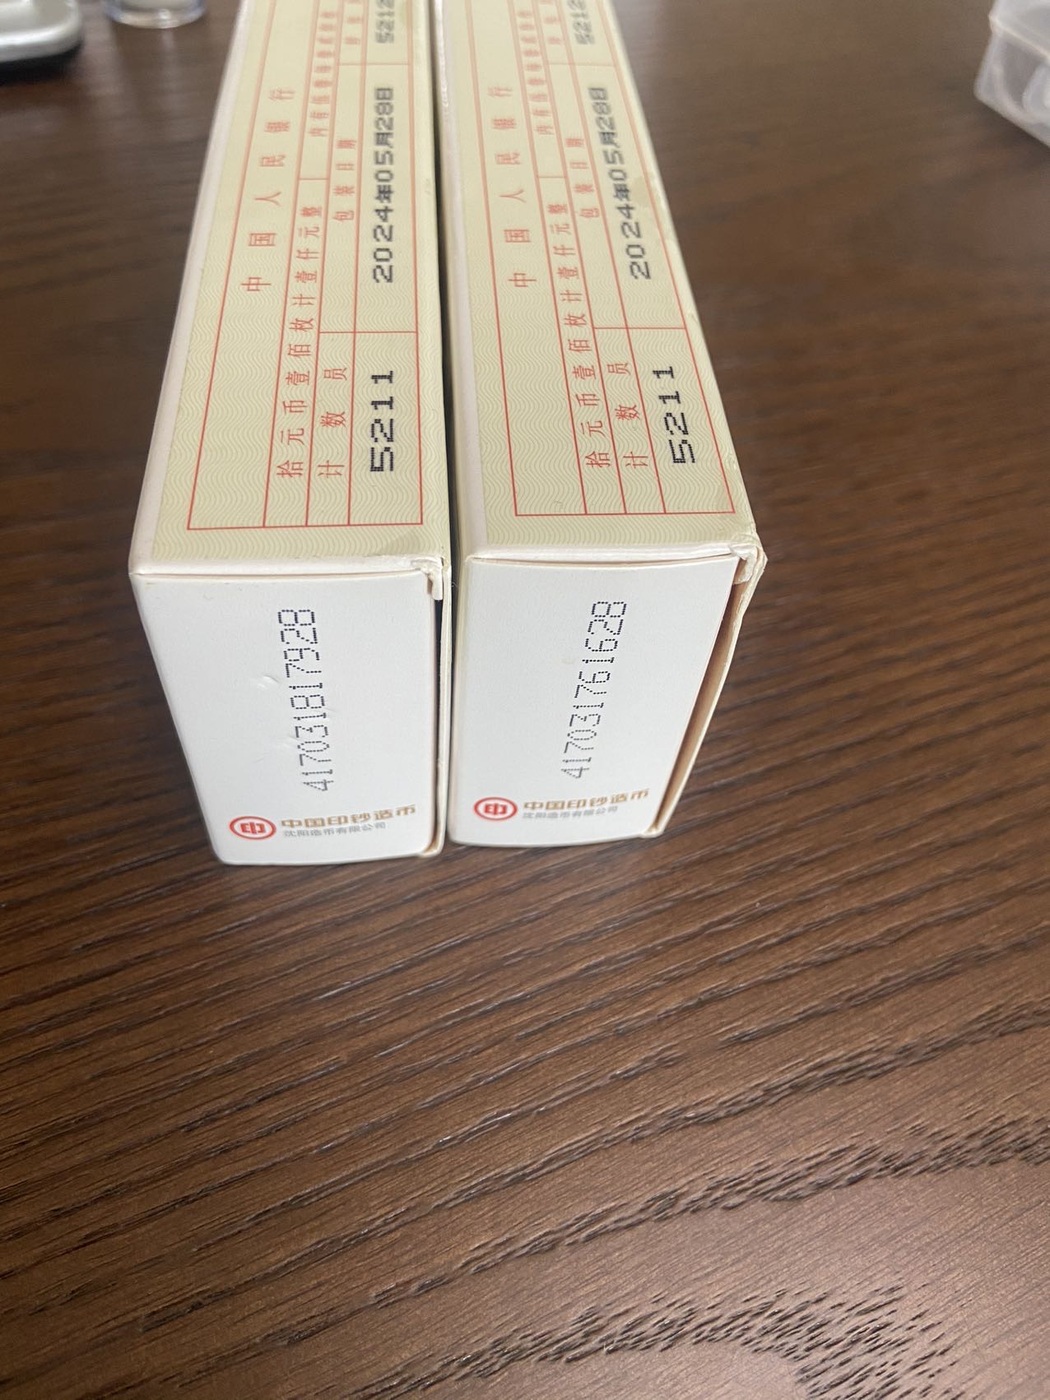 中国人民银行
拾元币壹佰枚计壹仟元整
计数员
包装日期
5211
2024年05月28日
5212
417031817928
中国印钞造币
沈阳造币有限公司
中国人民银行
拾元币壹佰枚计壹仟元整
计数员
包装日期
5211
2024年05月28日
5212
417031761628
中国印钞造币
沈阳造币有限公司